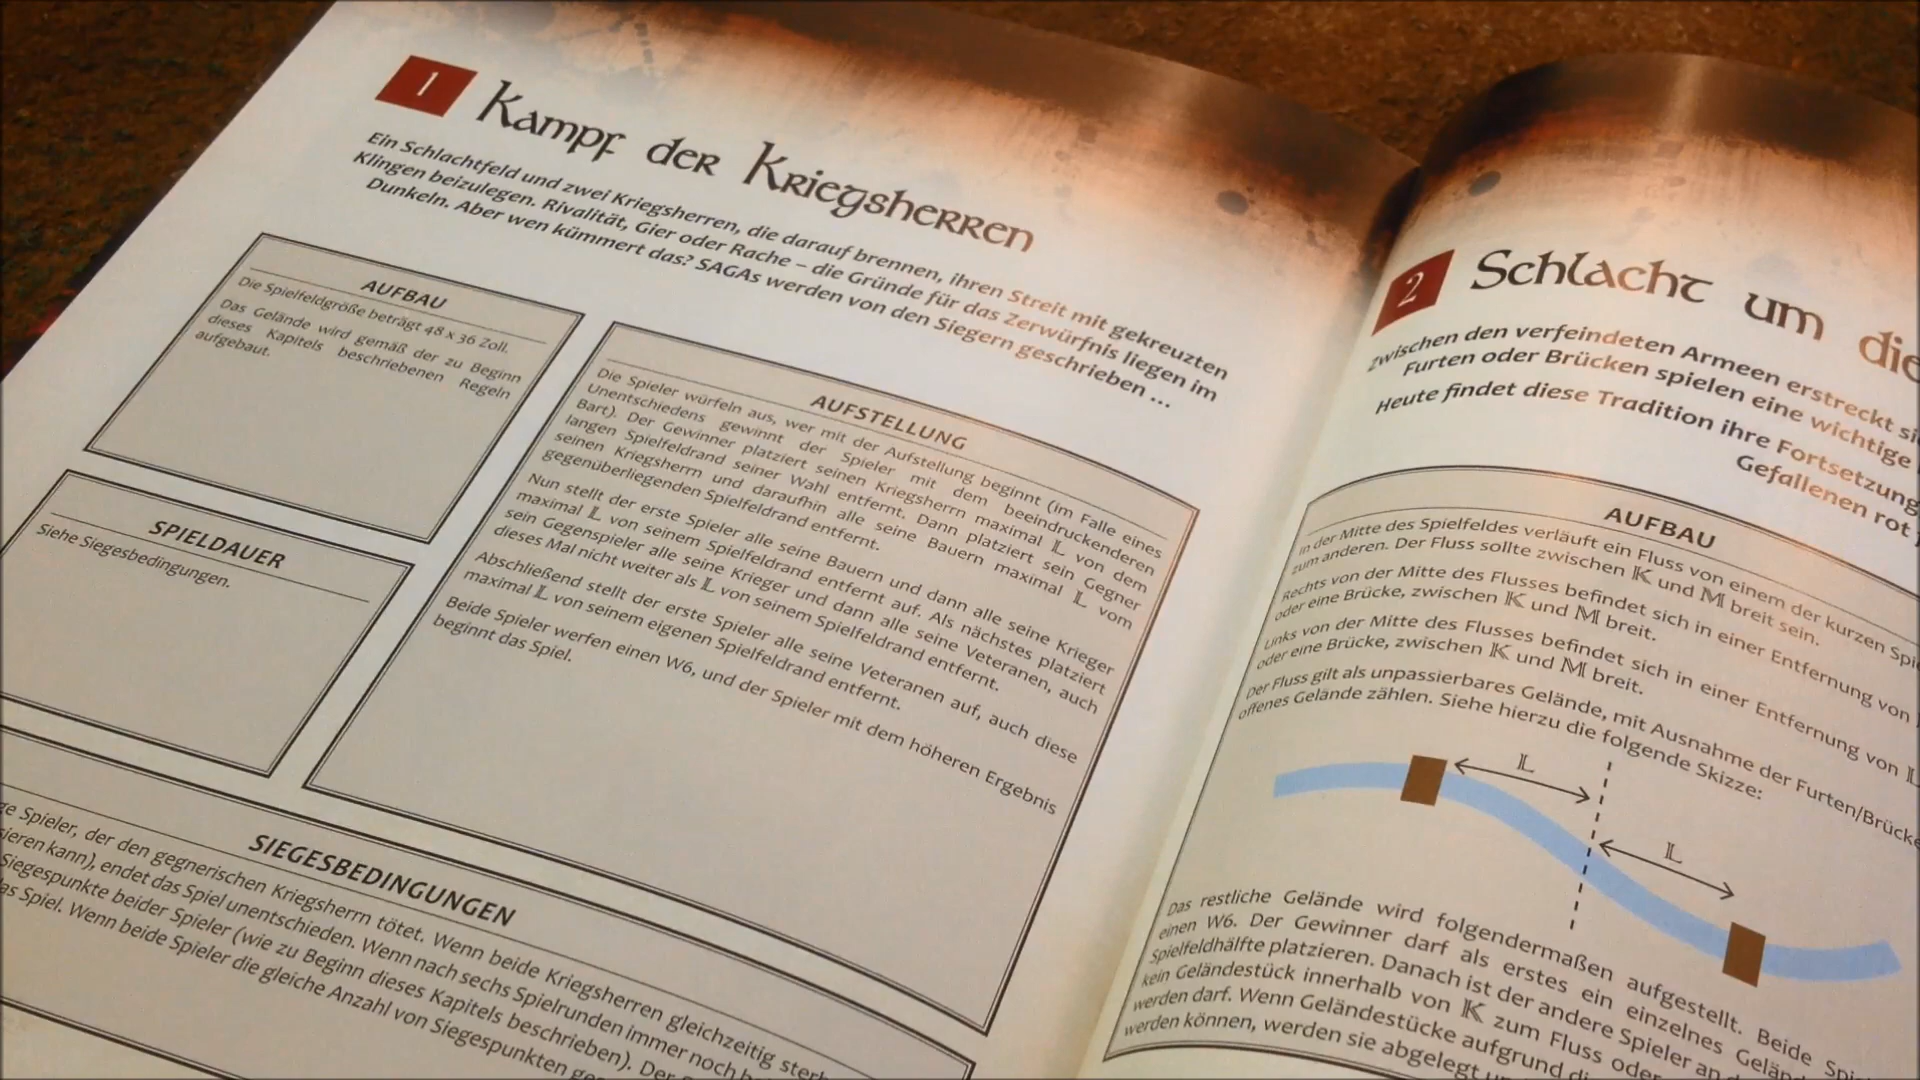 1 Kampf der Kriegsherren
Ein Schlachtfeld und zwei Kriegsherren, die darauf brennen, ihren Streit mit gekreuzten
Klingen beizulegen. Rivalität, Gier oder Rache – die Gründe für das Zerwürfnis liegen im
Dunkeln. Aber wen kümmert das? SAGAs werden von den Siegern geschrieben ...
AUFBAU
Die Spielfeldgröße beträgt 48 x 36 Zoll.
Das Gelände wird gemäß der zu Beginn
dieses Kapitels beschriebenen Regeln
aufgebaut.
SPIELDAUER
Siehe Siegesbedingungen.
AUFSTELLUNG
Die Spieler würfeln aus, wer mit der Aufstellung beginnt (im Falle eines
Unentschiedens gewinnt der Spieler mit dem beeindruckenderen
Bart). Der Gewinner platziert seinen Kriegsherrn maximal L von dem
langen Spielfeldrand seiner Wahl entfernt. Dann platziert sein Gegner
seinen Kriegsherrn und daraufhin alle seine Bauern maximal L vom
gegenüberliegenden Spielfeldrand entfernt.
Nun stellt der erste Spieler alle seine Bauern und dann alle seine Krieger
maximal L von seinem Spielfeldrand entfernt auf. Als nächstes platziert
sein Gegenspieler alle seine Krieger und dann alle seine Veteranen, auch
dieses Mal nicht weiter als L von seinem Spielfeldrand entfernt.
Abschließend stellt der erste Spieler alle seine Veteranen auf, auch diese
maximal L von seinem eigenen Spielfeldrand entfernt.
Beide Spieler werfen einen W6, und der Spieler mit dem höheren Ergebnis
beginnt das Spiel.
SIEGESBEDINGUNGEN
Spieler, der den gegnerischen Kriegsherrn tötet. Wenn beide Kriegsherren gleichzeitig
kann), endet das Spiel unentschieden. Wenn nach sechs Spielrunden immer noch
Siegespunkte beider Spieler (wie zu Beginn dieses Kapitels beschrieben). Der
Spiel. Wenn beide Spieler die gleiche Anzahl von Siegespunkten
2 Schlacht um die
Zwischen den verfeindeten Armeen erstreckt
Furten oder Brücken spielen eine wichtige
Heute findet diese Tradition ihre Fortsetzung
Gefallenen rot
AUFBAU
In der Mitte des Spielfeldes verläuft ein Fluss von einem der kurzen
zum anderen. Der Fluss sollte zwischen K und M breit sein.
Rechts von der Mitte des Flusses befindet sich in einer Entfernung von
oder eine Brücke, zwischen K und M breit.
Links von der Mitte des Flusses befindet sich in einer Entfernung von L
oder eine Brücke, zwischen K und M breit.
Der Fluss gilt als unpassierbares Gelände, mit Ausnahme der Furten/Brücke
offenes Gelände zählen. Siehe hierzu die folgende Skizze:
L
L
Das restliche Gelände wird folgendermaßen aufgestellt. Beide
einen W6. Der Gewinner darf als erstes ein einzelnes
Spielfeldhälfte platzieren. Danach ist der andere Spieler an
kein Geländestück innerhalb von K zum Fluss oder
werden darf. Wenn Geländestücke aufgrund
werden können, werden sie abgelegt